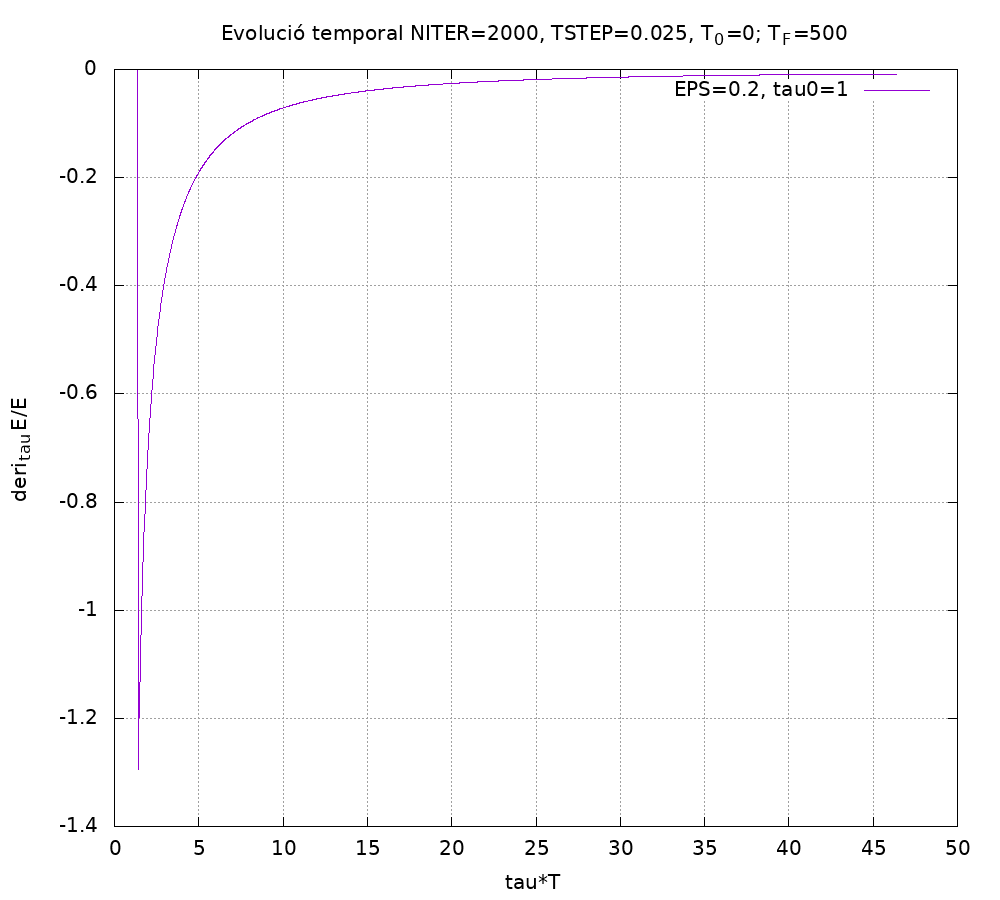 Evolució temporal NITER=2000, TSTEP=0.025, T0=0; TF=500
EPS=0.2, tau0=1
0
-0.2
-0.4
-0.6
-0.8
-1
-1.2
-1.4
deritau E/E
0 5 10 15 20 25 30 35 40 45 50
tau*T